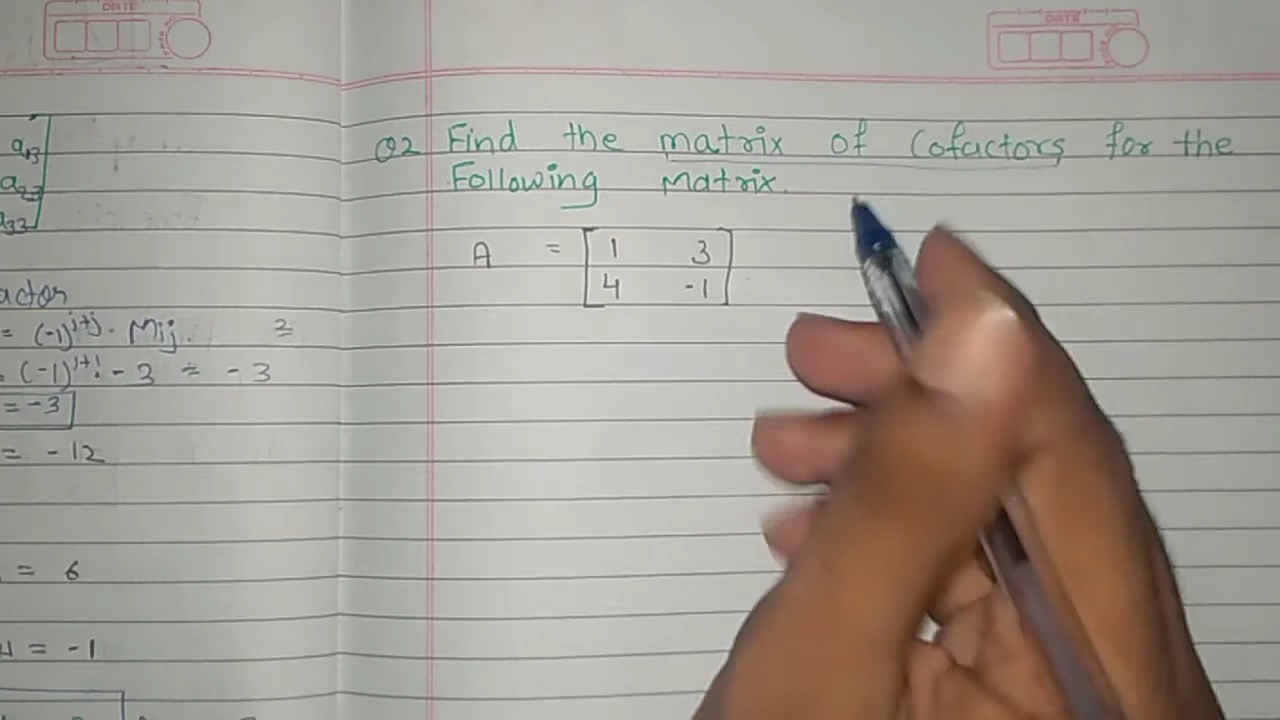 DATE
DATE
a13
a23
a33
Q2 Find the matrix of Cofactors for the
Following Matrix.
A = [1 3
4 -1]
= (-1)^i+j . Mij.
(-1)^1+1 - 3 = -3
= -3
= -12
= 6
= -1